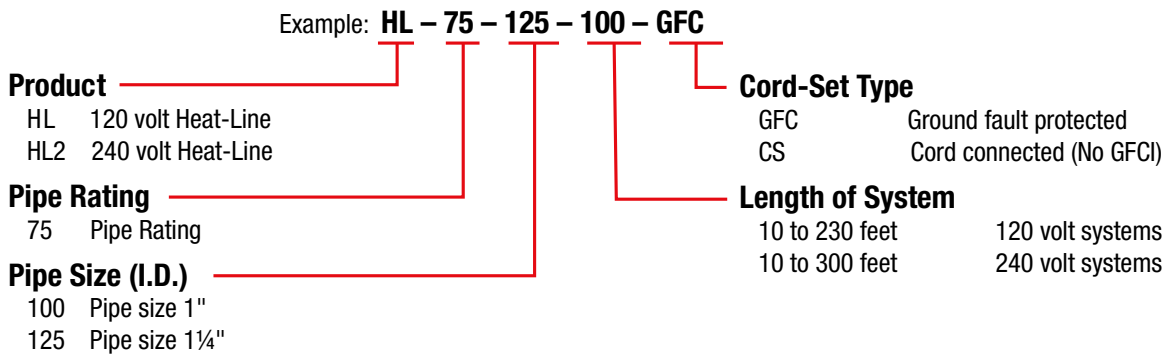 Example: HL – 75 – 125 – 100 – GFC
Product
HL 120 volt Heat-Line
HL2 240 volt Heat-Line
Pipe Rating
75 Pipe Rating
Pipe Size (I.D.)
100 Pipe size 1"
125 Pipe size 1¼"
Cord-Set Type
GFC Ground fault protected
CS Cord connected (No GFCI)
Length of System
10 to 230 feet 120 volt systems
10 to 300 feet 240 volt systems